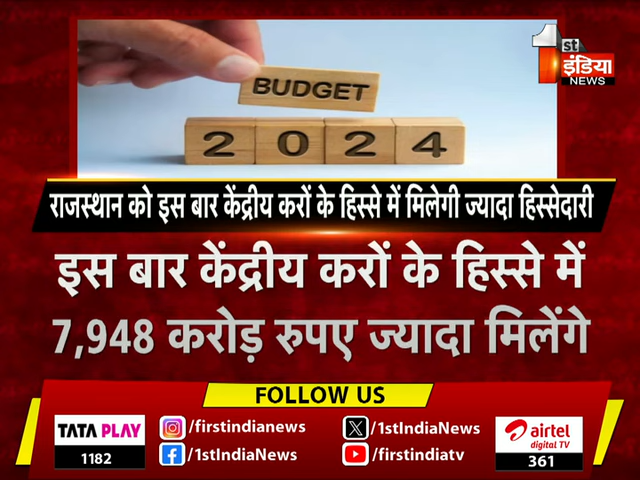 1st
इंडिया
NEWS
BUDGET
2024
राजस्थान को इस बार केंद्रीय करों के हिस्से में मिलेगी ज्यादा हिस्सेदारी
इस बार केंद्रीय करों के हिस्से में
7,948 करोड़ रुपए ज्यादा मिलेंगे
FOLLOW US
TATA PLAY
1182
/firstindianews
/1stIndiaNews
/1stIndiaNews
/firstindiatv
airtel
digital TV
361